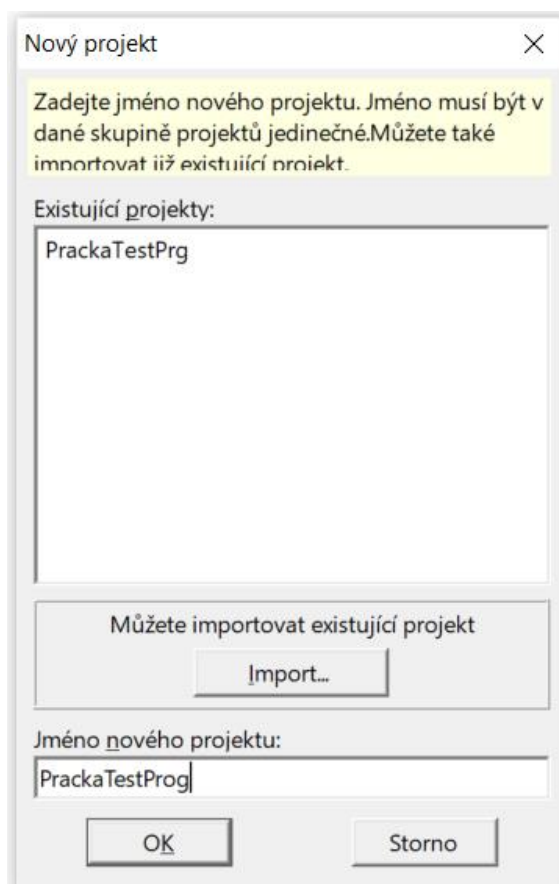 Nový projekt
Zadejte jméno nového projektu. Jméno musí být v
dané skupině projektů jedinečné.Můžete také
importovat již existující projekt.
Existující projekty:
PrackaTestPrg
Můžete importovat existující projekt
Import...
Jméno nového projektu:
PrackaTestProg
OK
Storno